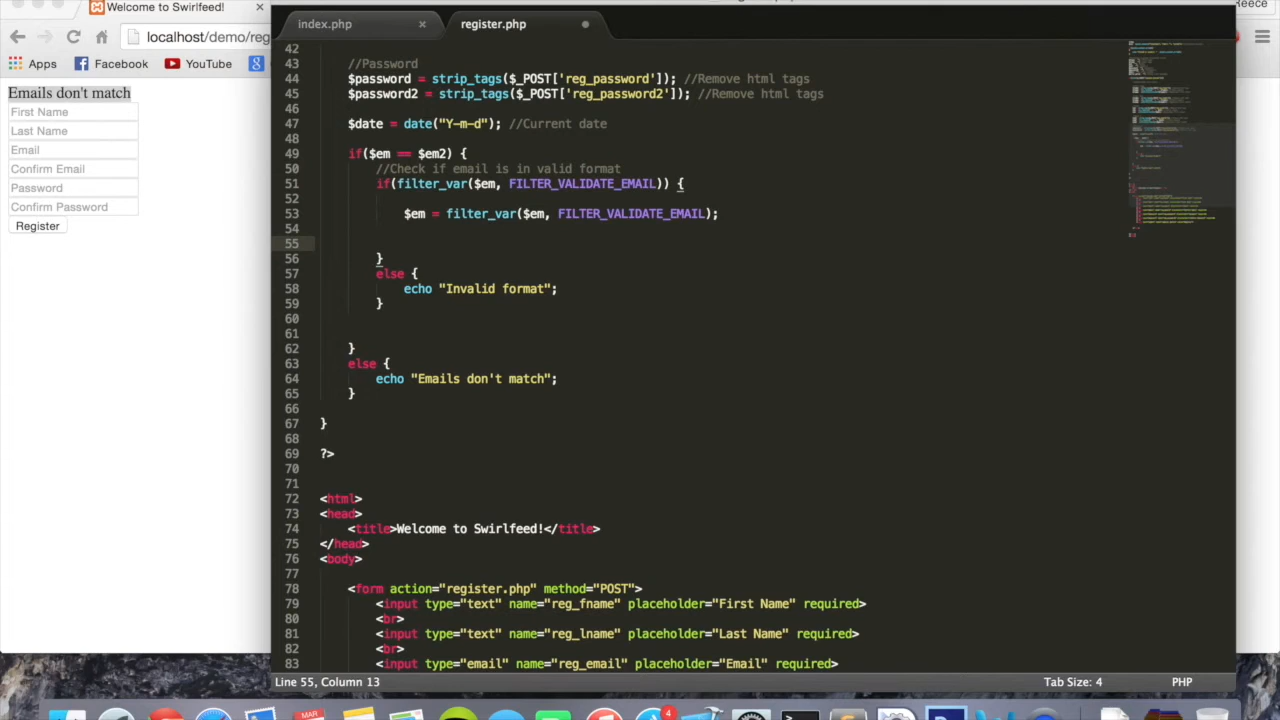 Welcome to Swirlfeed!
index.php
register.php
Reece
localhost/demo/reg
Apps
Facebook
YouTube
Emails don't match
First Name
Last Name
Email
Confirm Email
Password
Confirm Password
Register
42
43 //Password
44 $password = strip_tags($_POST['reg_password']); //Remove html tags
45 $password2 = strip_tags($_POST['reg_password2']); //Remove html tags
46
47 $date = date("Y-m-d"); //Current date
48
49 if($em == $em2) {
50 //Check if email is in valid format
51 if(filter_var($em, FILTER_VALIDATE_EMAIL)) {
52
53 $em = filter_var($em, FILTER_VALIDATE_EMAIL);
54
55
56 }
57 else {
58 echo "Invalid format";
59 }
60
61
62 }
63 else {
64 echo "Emails don't match";
65 }
66
67 }
68
69 ?>
70
71
72 <html>
73 <head>
74 <title>Welcome to Swirlfeed!</title>
75 </head>
76 <body>
77
78 <form action="register.php" method="POST">
79 <input type="text" name="reg_fname" placeholder="First Name" required>
80 <br>
81 <input type="text" name="reg_lname" placeholder="Last Name" required>
82 <br>
83 <input type="email" name="reg_email" placeholder="Email" required>
Line 55, Column 13
Tab Size: 4
PHP
MAR
4